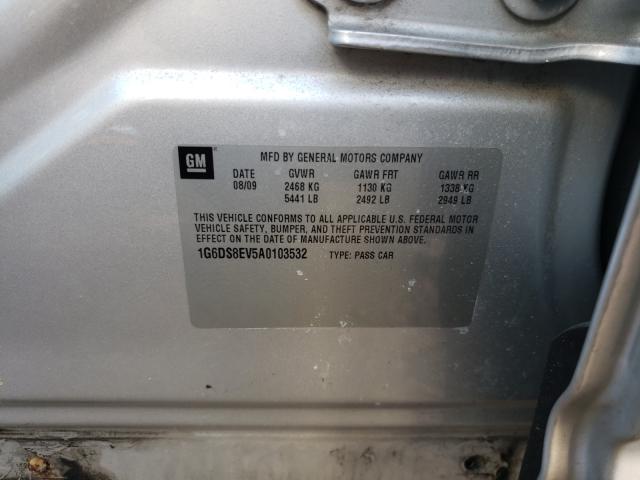 GM
MFD BY GENERAL MOTORS COMPANY
DATE GVWR GAWR FRT GAWR RR
08/09 2468 KG 1130 KG 1338 KG
5441 LB 2492 LB 2949 LB
THIS VEHICLE CONFORMS TO ALL APPLICABLE U.S. FEDERAL MOTOR
VEHICLE SAFETY, BUMPER, AND THEFT PREVENTION STANDARDS
IN EFFECT ON THE DATE OF MANUFACTURE SHOWN ABOVE.
1G6DS8EV5A0103532 TYPE: PASS CAR